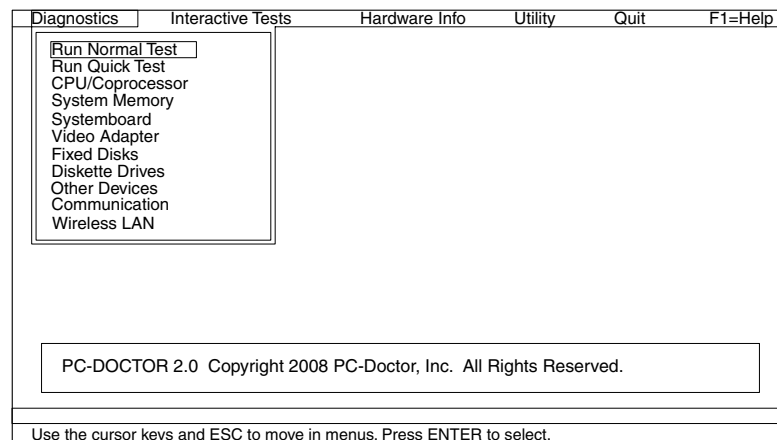 Diagnostics Interactive Tests Hardware Info Utility Quit F1=Help
Run Normal Test
Run Quick Test
CPU/Coprocessor
System Memory
Systemboard
Video Adapter
Fixed Disks
Diskette Drives
Other Devices
Communication
Wireless LAN
PC-DOCTOR 2.0 Copyright 2008 PC-Doctor, Inc. All Rights Reserved.
Use the cursor keys and ESC to move in menus. Press ENTER to select.